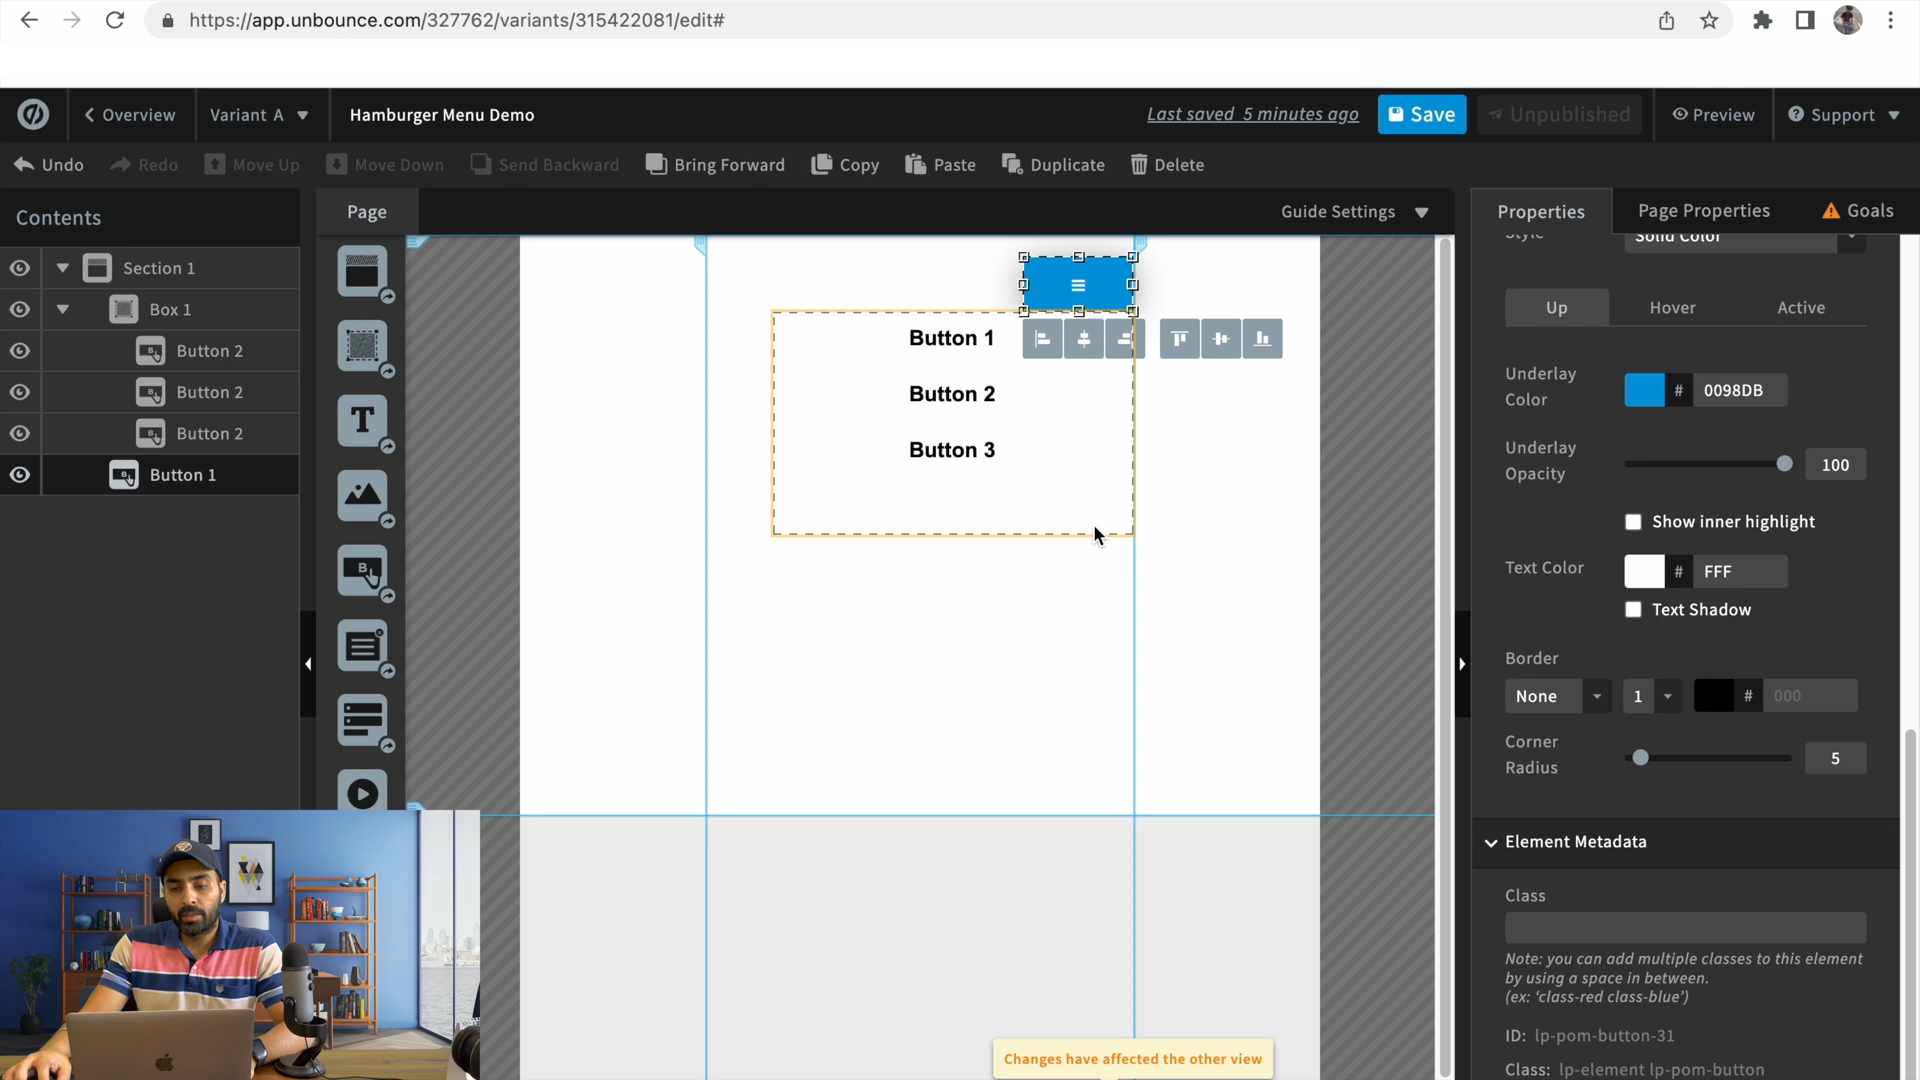 https://app.unbounce.com/327762/variants/315422081/edit#
Overview
Variant A
Hamburger Menu Demo
Last saved 5 minutes ago
Save
Unpublished
Preview
Support
Undo
Redo
Move Up
Move Down
Send Backward
Bring Forward
Copy
Paste
Duplicate
Delete
Contents
Page
Guide Settings
Properties
Page Properties
Goals
Section 1
Box 1
Button 2
Button 2
Button 2
Button 1
T
B
Button 1
Button 2
Button 3
Style
Solid Color
Up
Hover
Active
Underlay
Color
# 0098DB
Underlay
Opacity
100
Show inner highlight
Text Color
# FFF
Text Shadow
Border
None
1
# 000
Corner
Radius
5
Element Metadata
Class
Note: you can add multiple classes to this element
by using a space in between.
(ex: ‘class-red class-blue’)
ID: lp-pom-button-31
Class: lp-element lp-pom-button
Changes have affected the other view